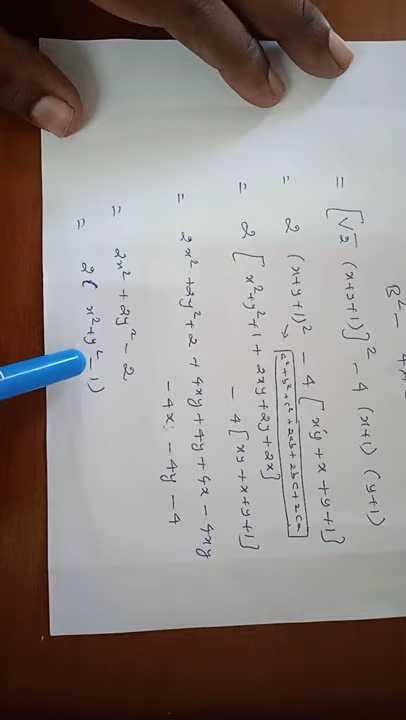 B² - 4A
= [√2 (x+y+1)]² - 4 (x+1) (y+1)
= 2 (x+y+1)² - 4 [xy + x + y + 1]
a² + b² + c² + 2ab + 2bc + 2ca
= 2 [x²+y²+1 + 2xy + 2y + 2x]
- 4 [xy + x + y + 1]
= 2x² + 2y² + 2 + 4xy + 4y + 4x - 4xy
- 4x - 4y - 4
= 2x² + 2y² - 2
= 2( x² + y² - 1)